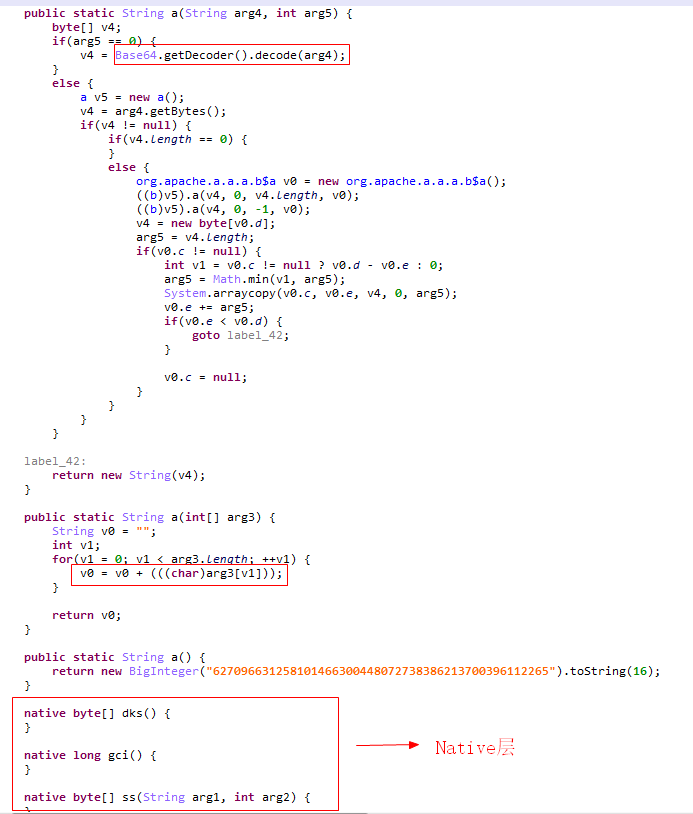 public static String a(String arg4, int arg5) {
byte[] v4;
if(arg5 == 0) {
v4 = Base64.getDecoder().decode(arg4);
}
else {
a v5 = new a();
v4 = arg4.getBytes();
if(v4 != null) {
if(v4.length == 0) {
}
else {
org.apache.a.a.a.b$a v0 = new org.apache.a.a.a.b$a();
((b)v5).a(v4, 0, v4.length, v0);
((b)v5).a(v4, 0, -1, v0);
v4 = new byte[v0.d];
arg5 = v4.length;
if(v0.c != null) {
int v1 = v0.c != null ? v0.d - v0.e : 0;
arg5 = Math.min(v1, arg5);
System.arraycopy(v0.c, v0.e, v4, 0, arg5);
v0.e += arg5;
if(v0.e < v0.d) {
goto label_42;
}
v0.c = null;
}
}
}
}
label_42:
return new String(v4);
}
public static String a(int[] arg3) {
String v0 = "";
int v1;
for(v1 = 0; v1 < arg3.length; ++v1) {
v0 = v0 + (((char)arg3[v1]));
}
return v0;
}
public static String a() {
return new BigInteger("62709663125810146630044807273838621370039611​2265").toString(16);
}
native byte[] dks() {
}
native long gci() {
}
native byte[] ss(String arg1, int arg2) {
Native层